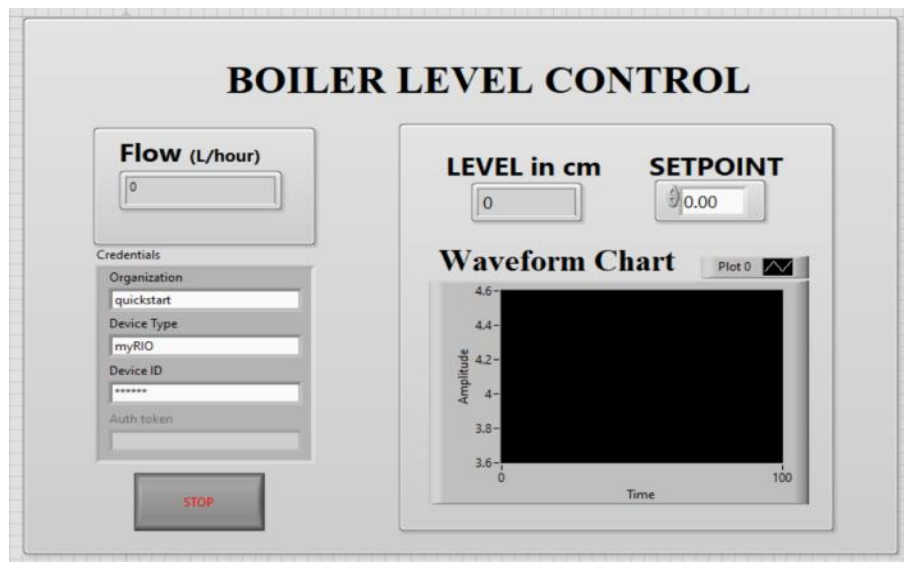 BOILER LEVEL CONTROL
Flow (L/hour)
0
Credentials
Organization
quickstart
Device Type
myRIO
Device ID
******
Auth token
STOP
LEVEL in cm
0
SETPOINT
0.00
Waveform Chart
Plot 0
4.6
4.4
4.2
4
3.8
3.6
Amplitude
0
100
Time